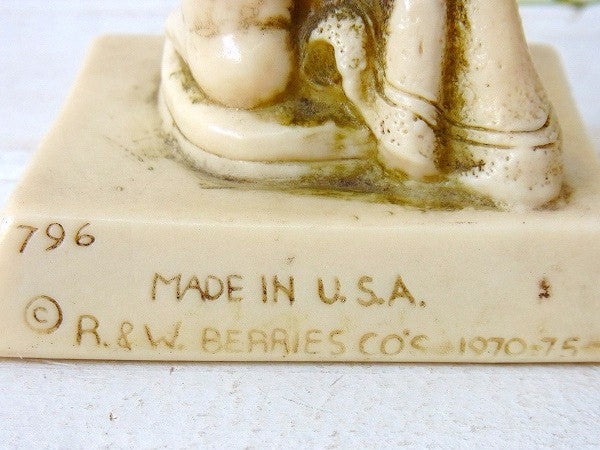 796
MADE IN U.S.A.
© R.&W. BERRIES CO'S 1970-75